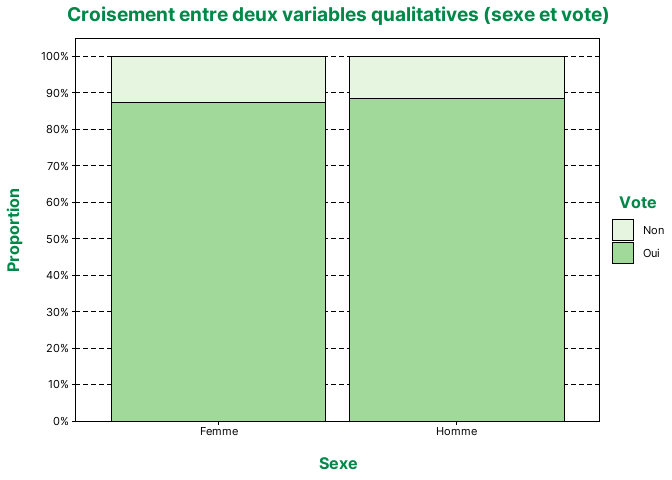 Croisement entre deux variables qualitatives (sexe et vote)
100%
90%
80%
70%
60%
50%
40%
30%
20%
10%
0%
Proportion
Femme
Homme
Sexe
Vote
Non
Oui